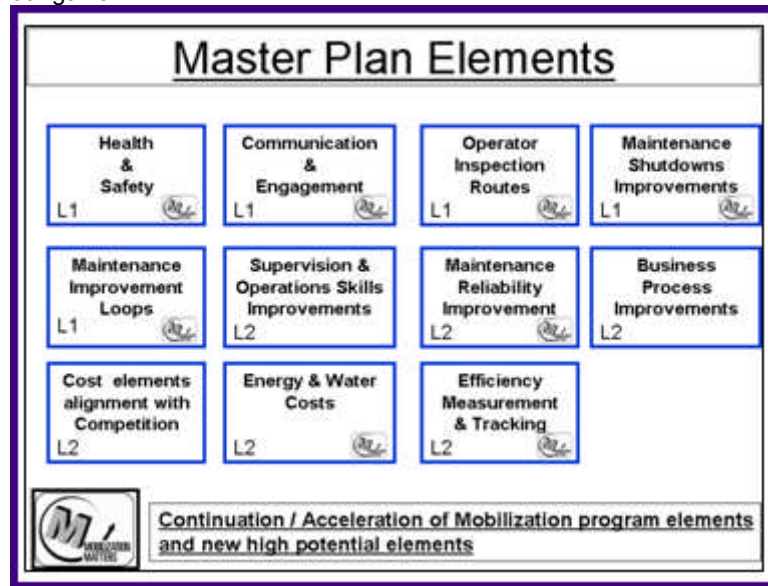 Master Plan Elements
Health
&
Safety
L1
Communication
&
Engagement
L1
Operator
Inspection
Routes
L1
Maintenance
Shutdowns
Improvements
L1
Maintenance
Improvement
Loops
L1
Supervision &
Operations Skills
Improvements
L2
Maintenance
Reliability
Improvement
L2
Business
Process
Improvements
L2
Cost elements
alignment with
Competition
L2
Energy & Water
Costs
L2
Efficiency
Measurement
& Tracking
L2
MOBILIZATION
MATTERS
Continuation / Acceleration of Mobilization program elements
and new high potential elements